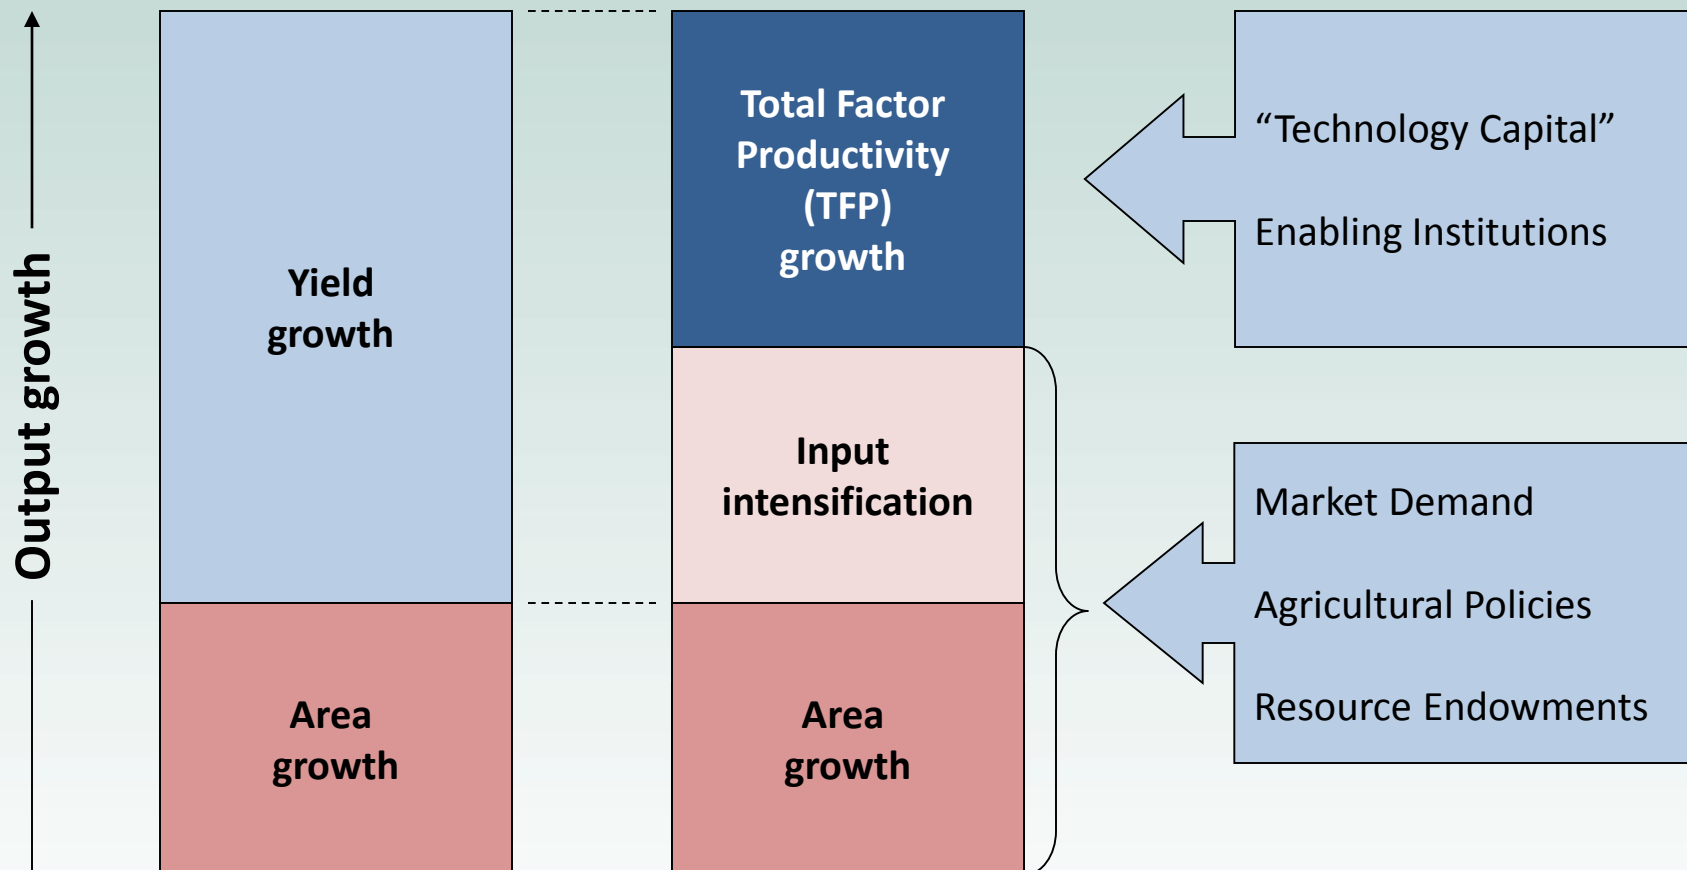 Output growth
Yield
growth
Area
growth
Total Factor
Productivity
(TFP)
growth
Input
intensification
Area
growth
“Technology Capital”
Enabling Institutions
Market Demand
Agricultural Policies
Resource Endowments